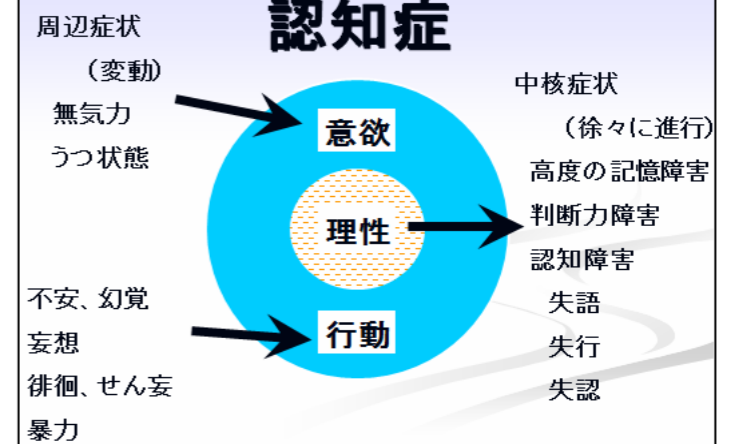 認知症
周辺症状
（変動）
無気力
うつ状態
不安、幻覚
妄想
徘徊、せん妄
暴力
意欲
理性
行動
中核症状
（徐々に進行）
高度の記憶障害
判断力障害
認知障害
失語
失行
失認